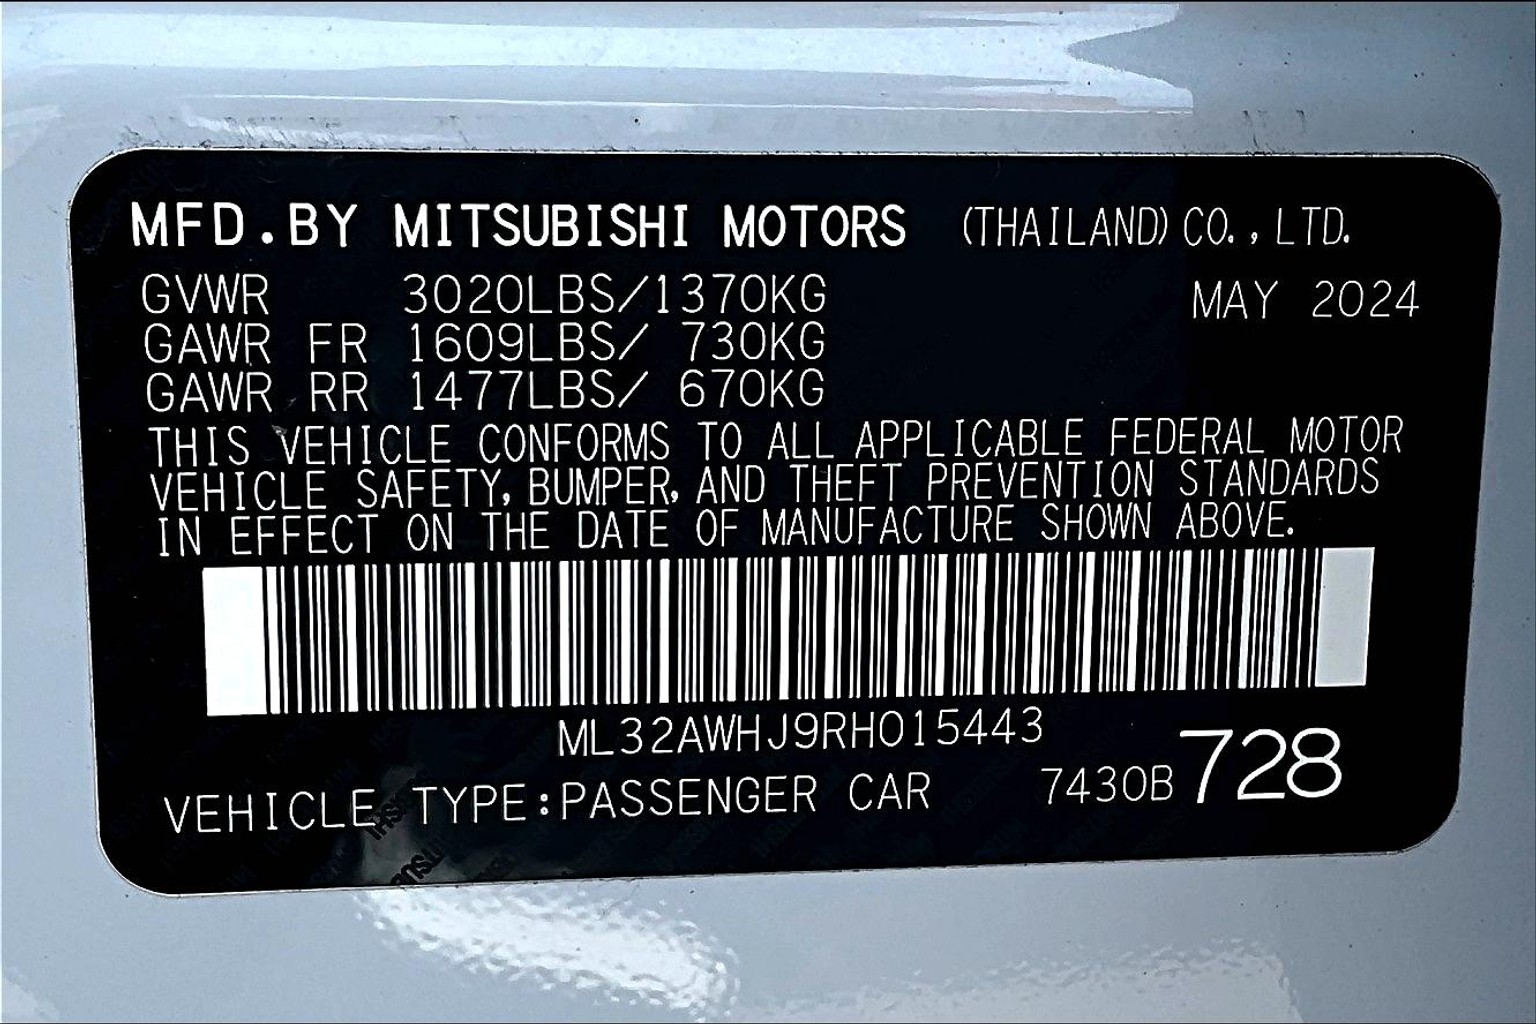 MFD.BY MITSUBISHI MOTORS (THAILAND) CO., LTD.
GVWR 3020LBS/1370KG MAY 2024
GAWR FR 1609LBS/ 730KG
GAWR RR 1477LBS/ 670KG
THIS VEHICLE CONFORMS TO ALL APPLICABLE FEDERAL MOTOR
VEHICLE SAFETY, BUMPER, AND THEFT PREVENTION STANDARDS
IN EFFECT ON THE DATE OF MANUFACTURE SHOWN ABOVE.
ML32AWHJ9RH015443
VEHICLE TYPE:PASSENGER CAR 7430B 728